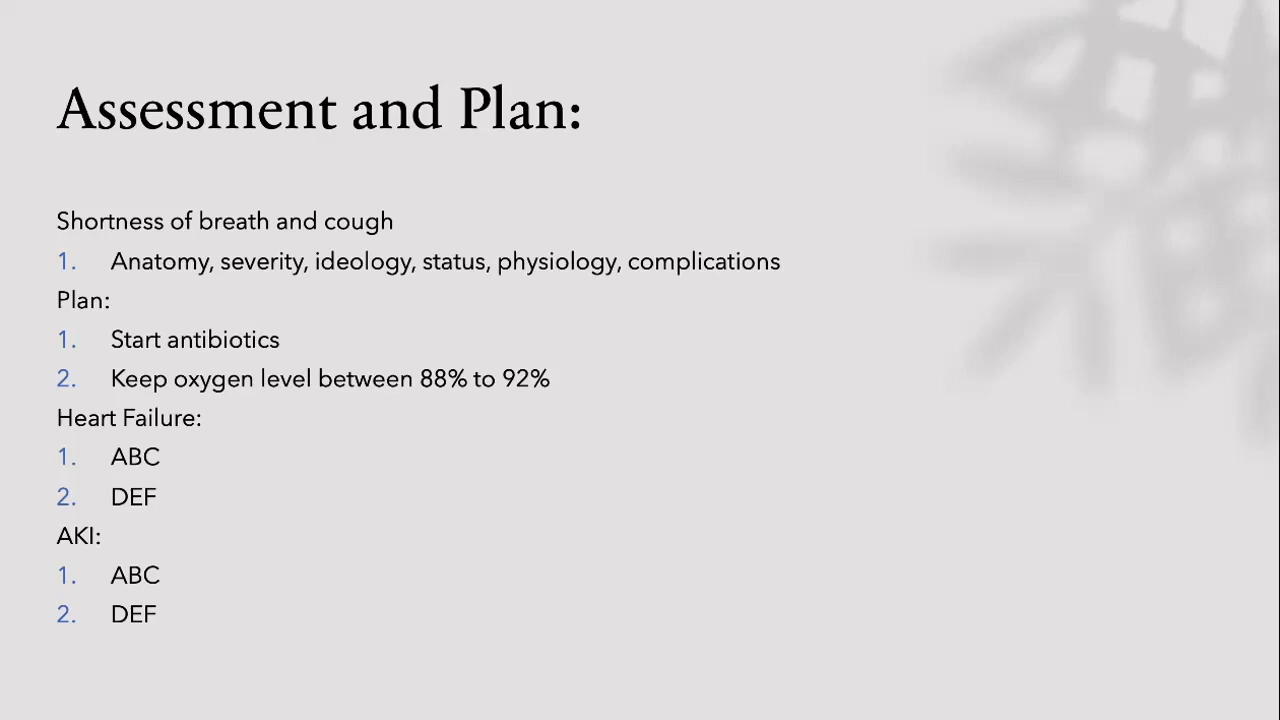 Assessment and Plan:
Shortness of breath and cough
1. Anatomy, severity, ideology, status, physiology, complications
Plan:
1. Start antibiotics
2. Keep oxygen level between 88% to 92%
Heart Failure:
1. ABC
2. DEF
AKI:
1. ABC
2. DEF